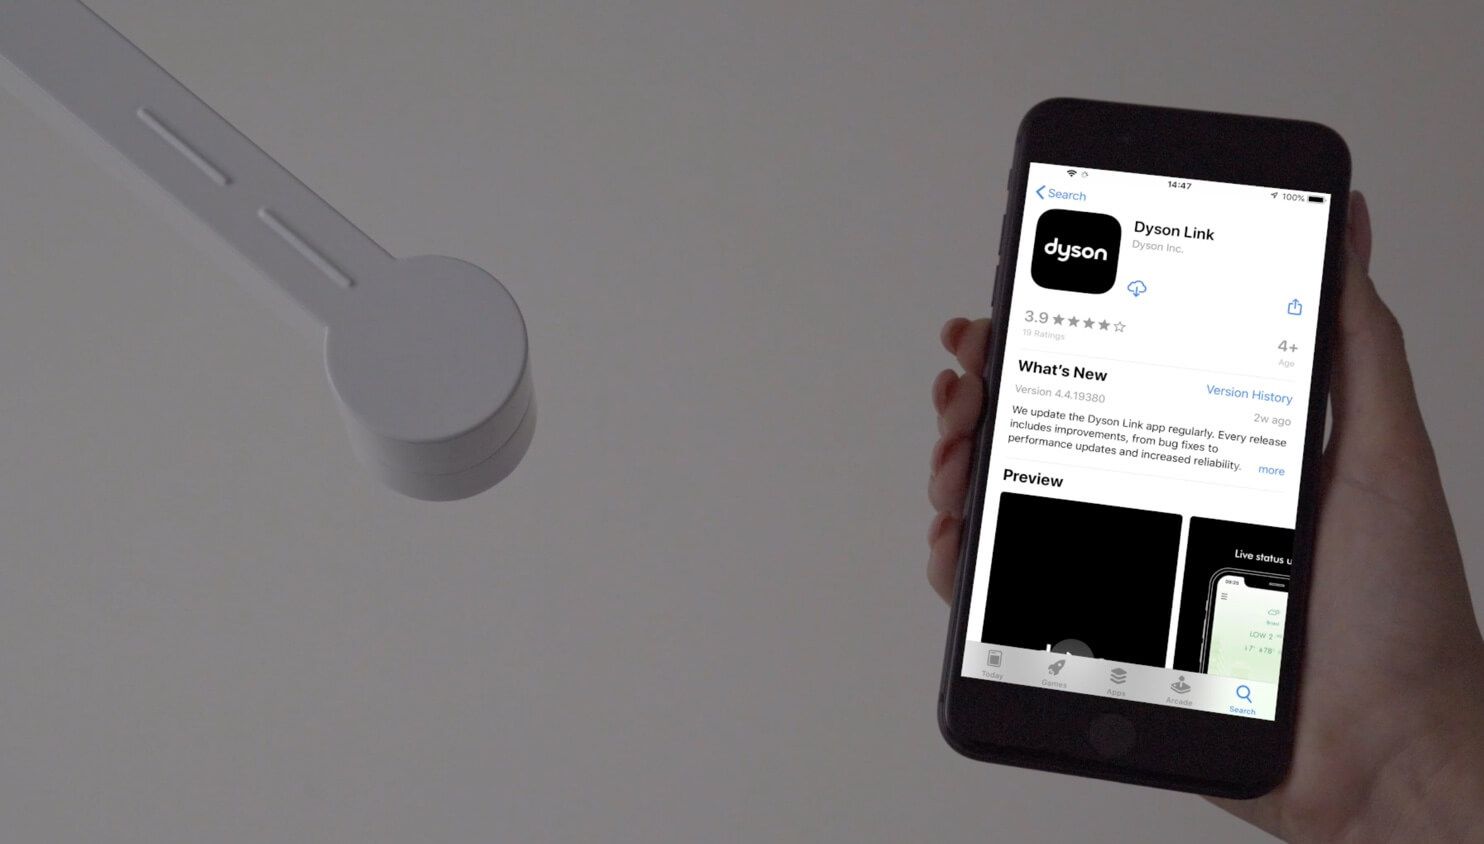 14:47
100%
Search
dyson
Dyson Link
Dyson Inc.
3.9
19 Ratings
4+
Age
What's New
Version History
Version 4.4.19380
2w ago
We update the Dyson Link app regularly. Every release
includes improvements, from bug fixes to
performance updates and increased reliability.
more
Preview
Live status u
09:25
LOW 2
Today
Games
Apps
Arcade
Search